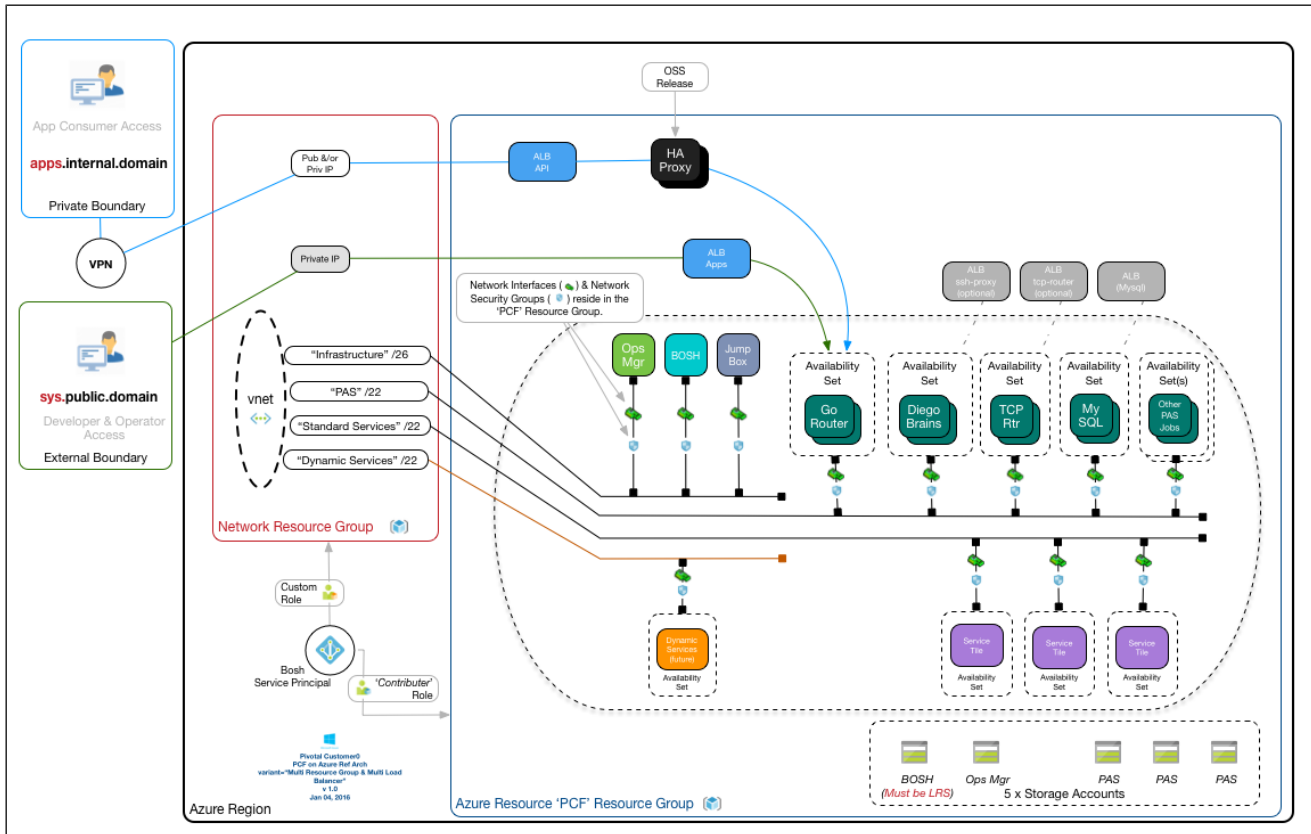 App Consumer Access
apps.internal.domain
Private Boundary
VPN
sys.public.domain
Developer & Operator
Access
External Boundary
OSS
Release
Pub &/or
Priv IP
ALB
API
HA
Proxy
Private IP
ALB
Apps
Network Interfaces ( ) & Network
Security Groups ( ) reside in the
'PCF' Resource Group.
ALB
ssh-proxy
(optional)
ALB
tcp-router
(optional)
ALB
(Mysql)
vnet
"Infrastructure" /26
"PAS" /22
"Standard Services" /22
"Dynamic Services" /22
Network Resource Group
Ops
Mgr
BOSH
Jump
Box
Availability
Set
Go
Router
Availability
Set
Diego
Brains
Availability
Set
TCP
Rtr
Availability
Set
My
SQL
Availability
Set(s)
Other
PAS
Jobs
Custom
Role
Bosh
Service Principal
'Contributer'
Role
Dynamic
Services
(future)
Availability
Set
Service
Tile
Availability
Set
Service
Tile
Availability
Set
Service
Tile
Availability
Set
Pivotal Customer0
PCF on Azure Ref Arch
variant="Multi Resource Group & Multi Load
Balancer"
v 1.0
Jan 04, 2016
BOSH
(Must be LRS)
Ops Mgr
PAS
PAS
PAS
5 x Storage Accounts
Azure Region
Azure Resource 'PCF' Resource Group